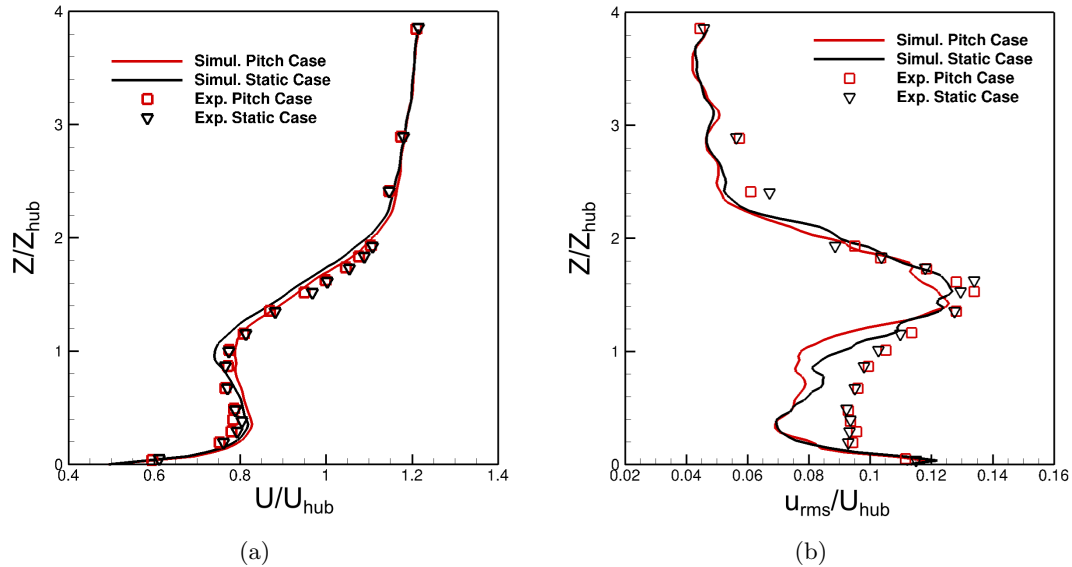 4
3
2
1
0
0.4
0.6
0.8
1
1.2
1.4
Z/Zhub
U/Uhub
Simul. Pitch Case
Simul. Static Case
Exp. Pitch Case
Exp. Static Case
(a)
4
3
2
1
0
0.02
0.04
0.06
0.08
0.1
0.12
0.14
0.16
Z/Zhub
urms/Uhub
Simul. Pitch Case
Simul. Static Case
Exp. Pitch Case
Exp. Static Case
(b)